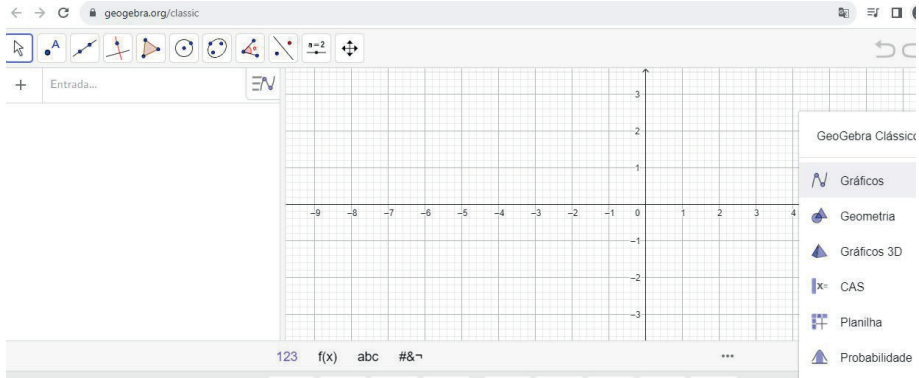 geogebra.org/classic
A
a=2
+ Entrada...
3
2
1
−9 −8 −7 −6 −5 −4 −3 −2 −1 0 1 2 3 4
−1
−2
−3
GeoGebra Clássico
Gráficos
Geometria
Gráficos 3D
x= CAS
Planilha
Probabilidade
123 f(x) abc #&¬